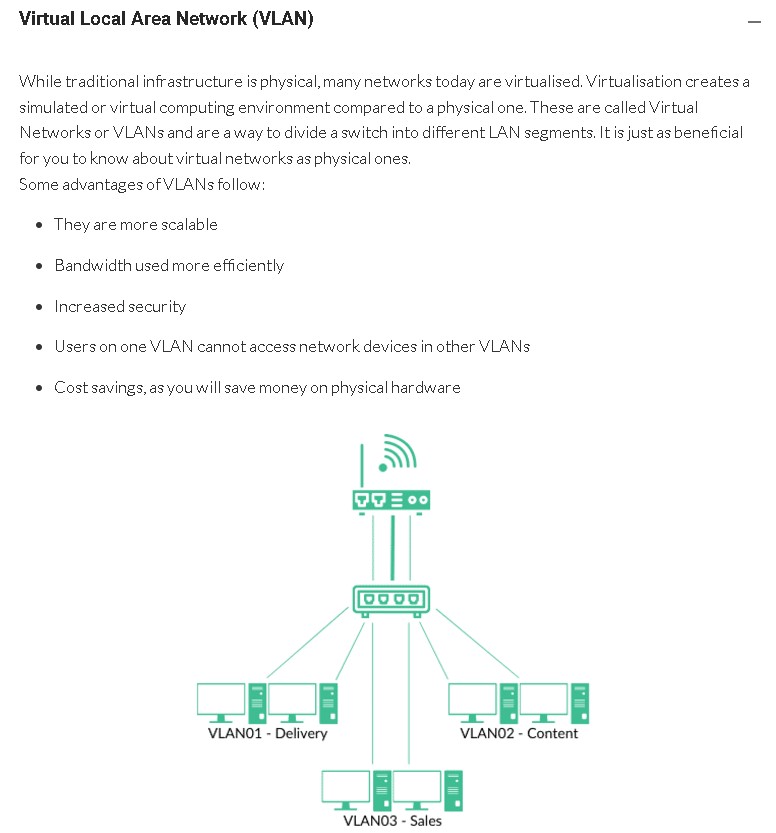 Virtual Local Area Network (VLAN)
While traditional infrastructure is physical, many networks today are virtualised. Virtualisation creates a
simulated or virtual computing environment compared to a physical one. These are called Virtual
Networks or VLANs and are a way to divide a switch into different LAN segments. It is just as beneficial
for you to know about virtual networks as physical ones.
Some advantages of VLANs follow:
They are more scalable
Bandwidth used more efficiently
Increased security
Users on one VLAN cannot access network devices in other VLANs
Cost savings, as you will save money on physical hardware
VLAN01 - Delivery
VLAN02 - Content
VLAN03 - Sales